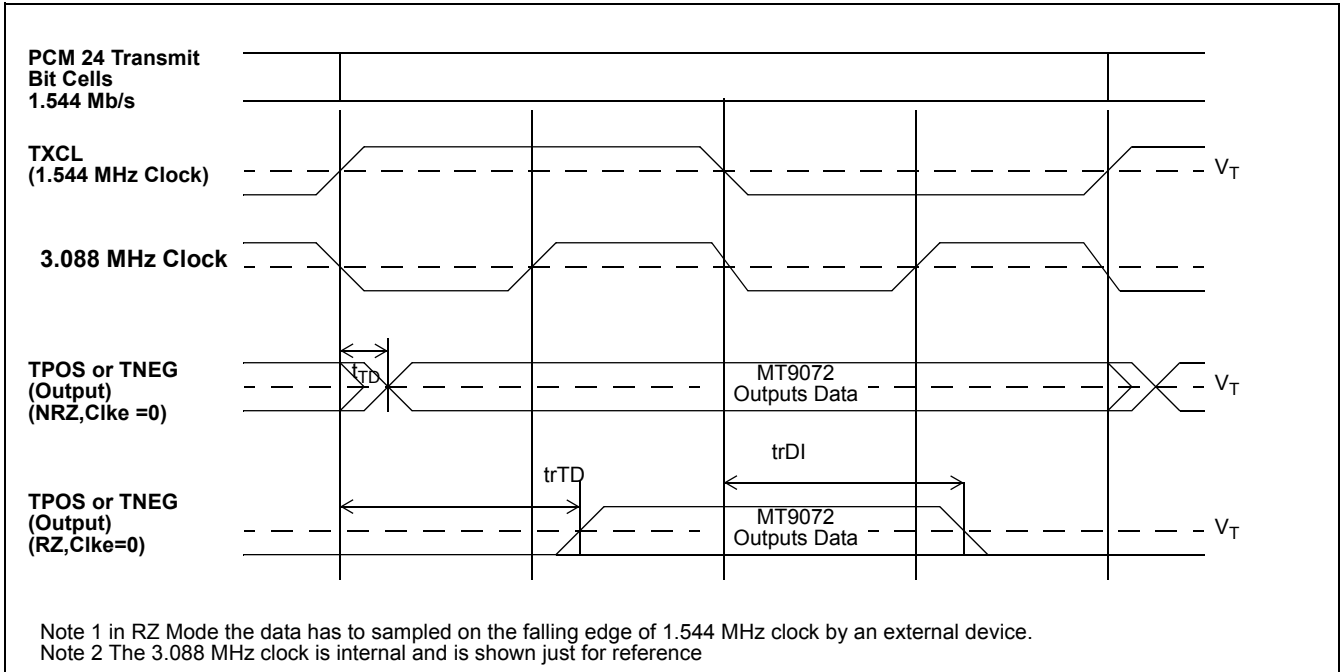 PCM 24 Transmit
Bit Cells
1.544 Mb/s
TXCL
(1.544 MHz Clock)
VT
3.088 MHz Clock
TPOS or TNEG
(Output)
(NRZ,Clke =0)
tTD
MT9072
Outputs Data
VT
trDI
trTD
TPOS or TNEG
(Output)
(RZ,Clke=0)
MT9072
Outputs Data
VT
Note 1 in RZ Mode the data has to sampled on the falling edge of 1.544 MHz clock by an external device.
Note 2 The 3.088 MHz clock is internal and is shown just for reference